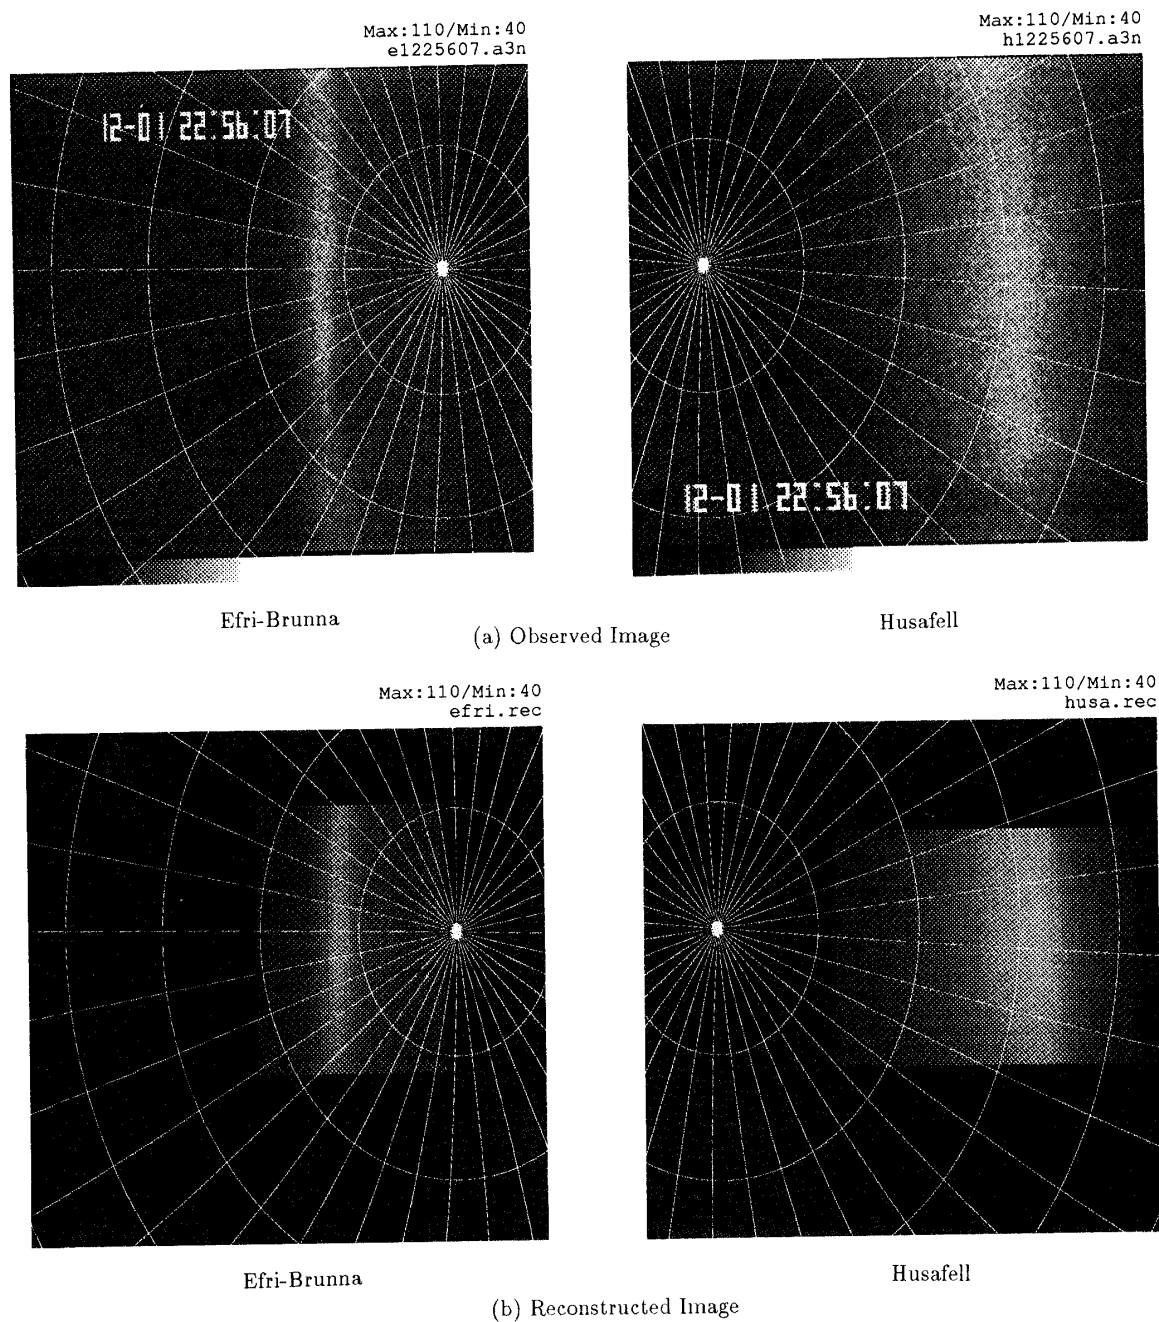 Max:110/Min:40
e1225607.a3n
Max:110/Min:40
h1225607.a3n
12-01 22:56:07
12-01 22:56:07
Efri-Brunna
Husafell
(a) Observed Image
Max:110/Min:40
efri.rec
Max:110/Min:40
husa.rec
Efri-Brunna
Husafell
(b) Reconstructed Image